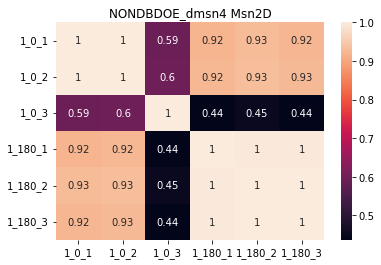 NONDBDOE_dmsn4 Msn2D
1_0_1 1 1 0.59 0.92 0.93 0.92
1_0_2 1 1 0.6 0.92 0.93 0.93
1_0_3 0.59 0.6 1 0.44 0.45 0.44
1_180_1 0.92 0.92 0.44 1 1 1
1_180_2 0.93 0.93 0.45 1 1 1
1_180_3 0.92 0.93 0.44 1 1 1
1_0_1 1_0_2 1_0_3 1_180_1 1_180_2 1_180_3
1.0
0.9
0.8
0.7
0.6
0.5